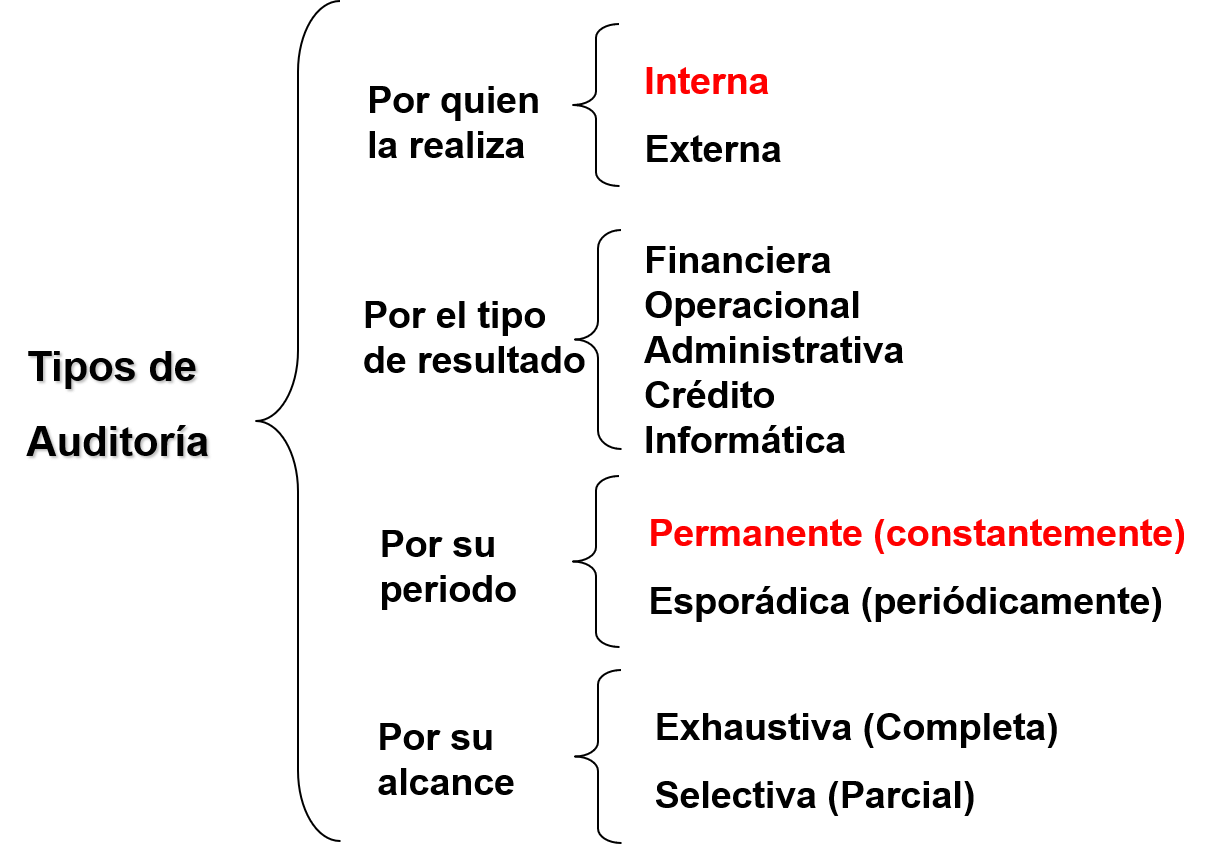 Tipos de
Auditoría
Por quien
la realiza
Interna
Externa
Por el tipo
de resultado
Financiera
Operacional
Administrativa
Crédito
Informática
Por su
periodo
Permanente (constantemente)
Esporádica (periódicamente)
Por su
alcance
Exhaustiva (Completa)
Selectiva (Parcial)